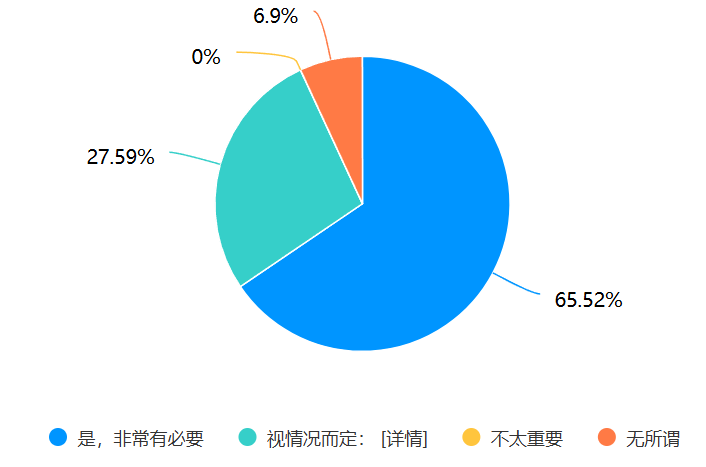 6.9%
0%
27.59%
65.52%
是，非常有必要
视情况而定： [详情]
不太重要
无所谓